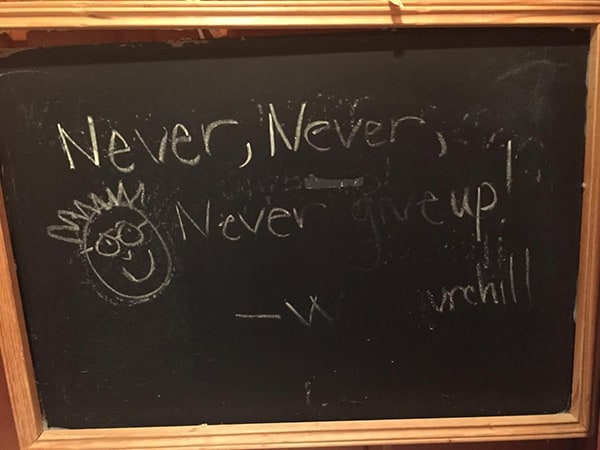 Never, Never,
Never give up!
– W urchill